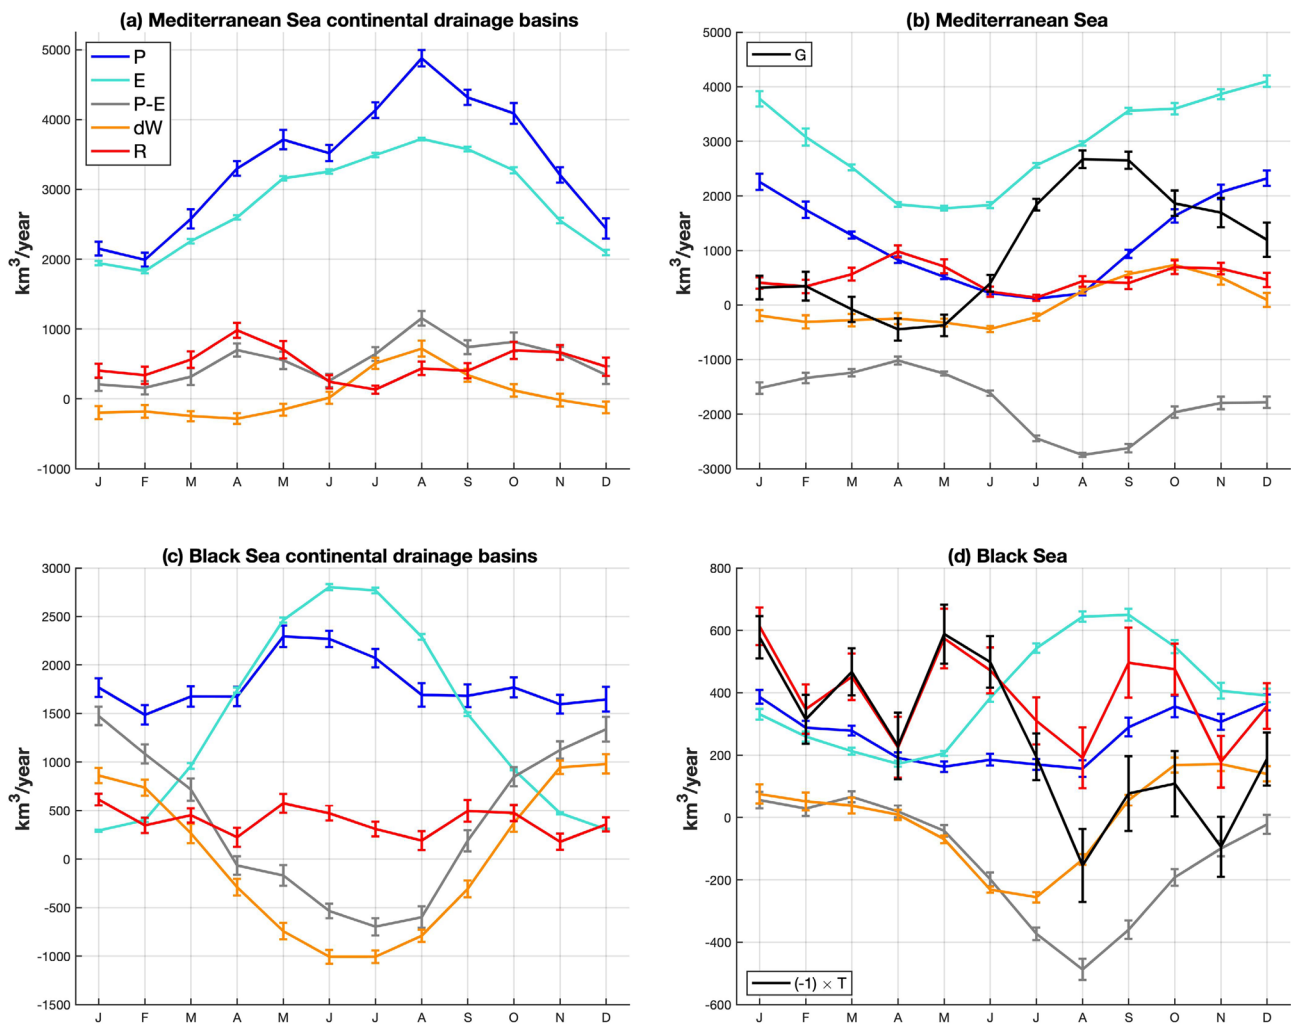 (a) Mediterranean Sea continental drainage basins
km³/year
5000
4000
3000
2000
1000
0
-1000
P
E
P-E
dW
R
J F M A M J J A S O N D
(b) Mediterranean Sea
km³/year
5000
4000
3000
2000
1000
0
-1000
-2000
-3000
G
J F M A M J J A S O N D
(c) Black Sea continental drainage basins
km³/year
3000
2500
2000
1500
1000
500
0
-500
-1000
-1500
J F M A M J J A S O N D
(d) Black Sea
km³/year
800
600
400
200
0
-200
-400
-600
(-1) × T
J F M A M J J A S O N D